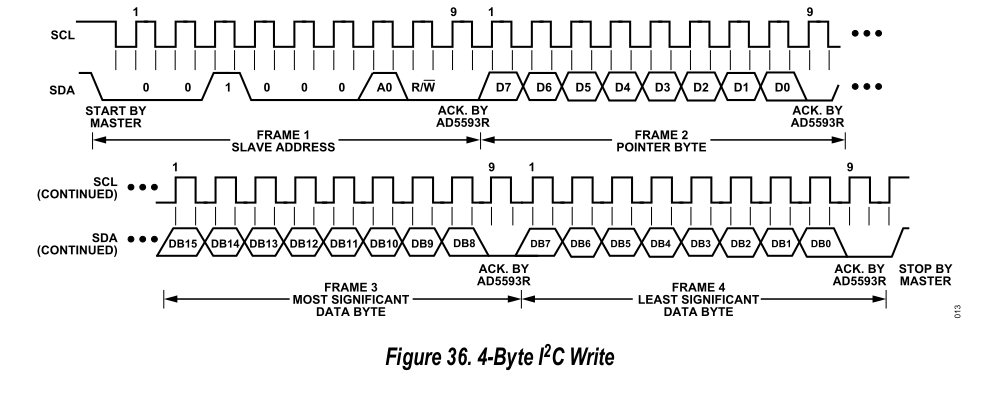 1 9 1 9
SCL
SDA 0 0 1 0 0 0 A0 R/W̅ D7 D6 D5 D4 D3 D2 D1 D0
START BY
MASTER
ACK. BY
AD5593R
ACK. BY
AD5593R
FRAME 1
SLAVE ADDRESS
FRAME 2
POINTER BYTE
1 9 1 9
SCL
(CONTINUED)
SDA
(CONTINUED)
DB15 DB14 DB13 DB12 DB11 DB10 DB9 DB8 DB7 DB6 DB5 DB4 DB3 DB2 DB1 DB0
ACK. BY
AD5593R
ACK. BY
AD5593R
STOP BY
MASTER
FRAME 3
MOST SIGNIFICANT
DATA BYTE
FRAME 4
LEAST SIGNIFICANT
DATA BYTE
013
Figure 36. 4-Byte I²C Write